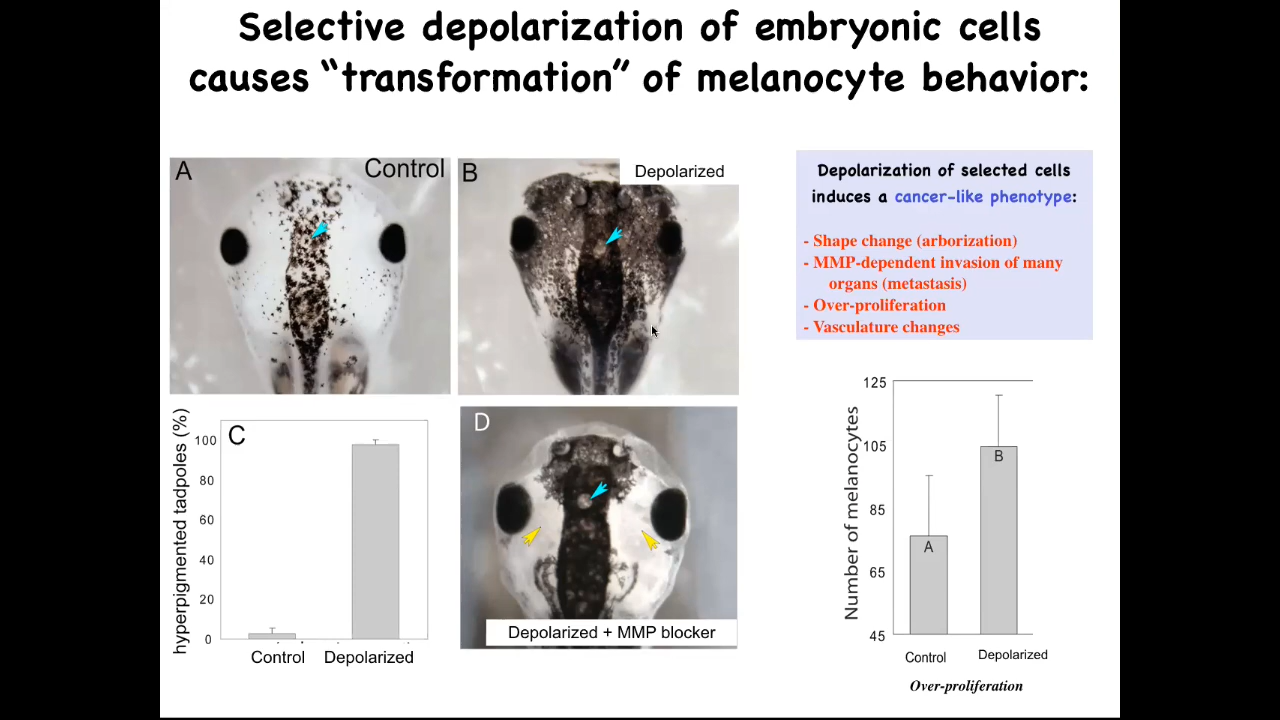 Selective depolarization of embryonic cells
causes “transformation” of melanocyte behavior:
A
Control
B
Depolarized
Depolarization of selected cells
induces a cancer-like phenotype:
- Shape change (arborization)
- MMP-dependent invasion of many
organs (metastasis)
- Over-proliferation
- Vasculature changes
C
hyperpigmented tadpoles (%)
100
80
60
40
20
0
Control
Depolarized
D
Depolarized + MMP blocker
Number of melanocytes
125
105
85
65
45
A
B
Control
Depolarized
Over-proliferation